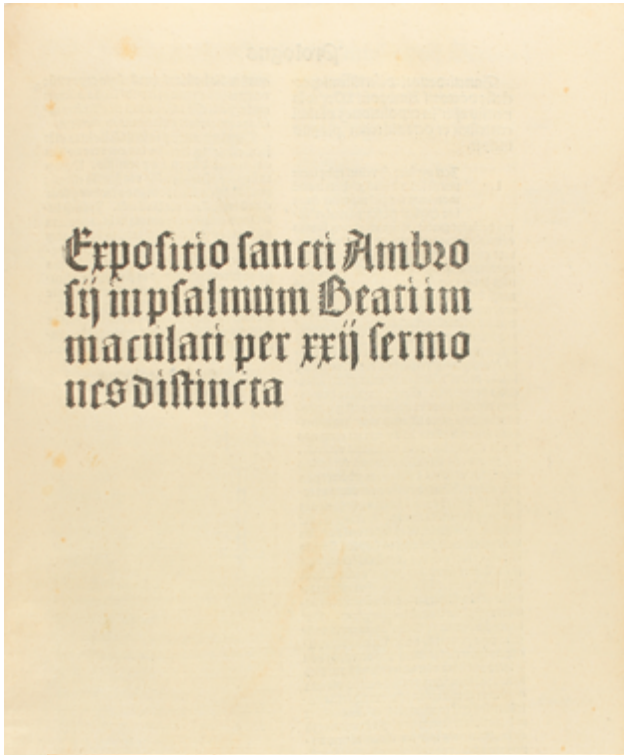 Expositio sancti Ambro
sij in psalmum Beati im
maculati per xxij sermo
nes distincta